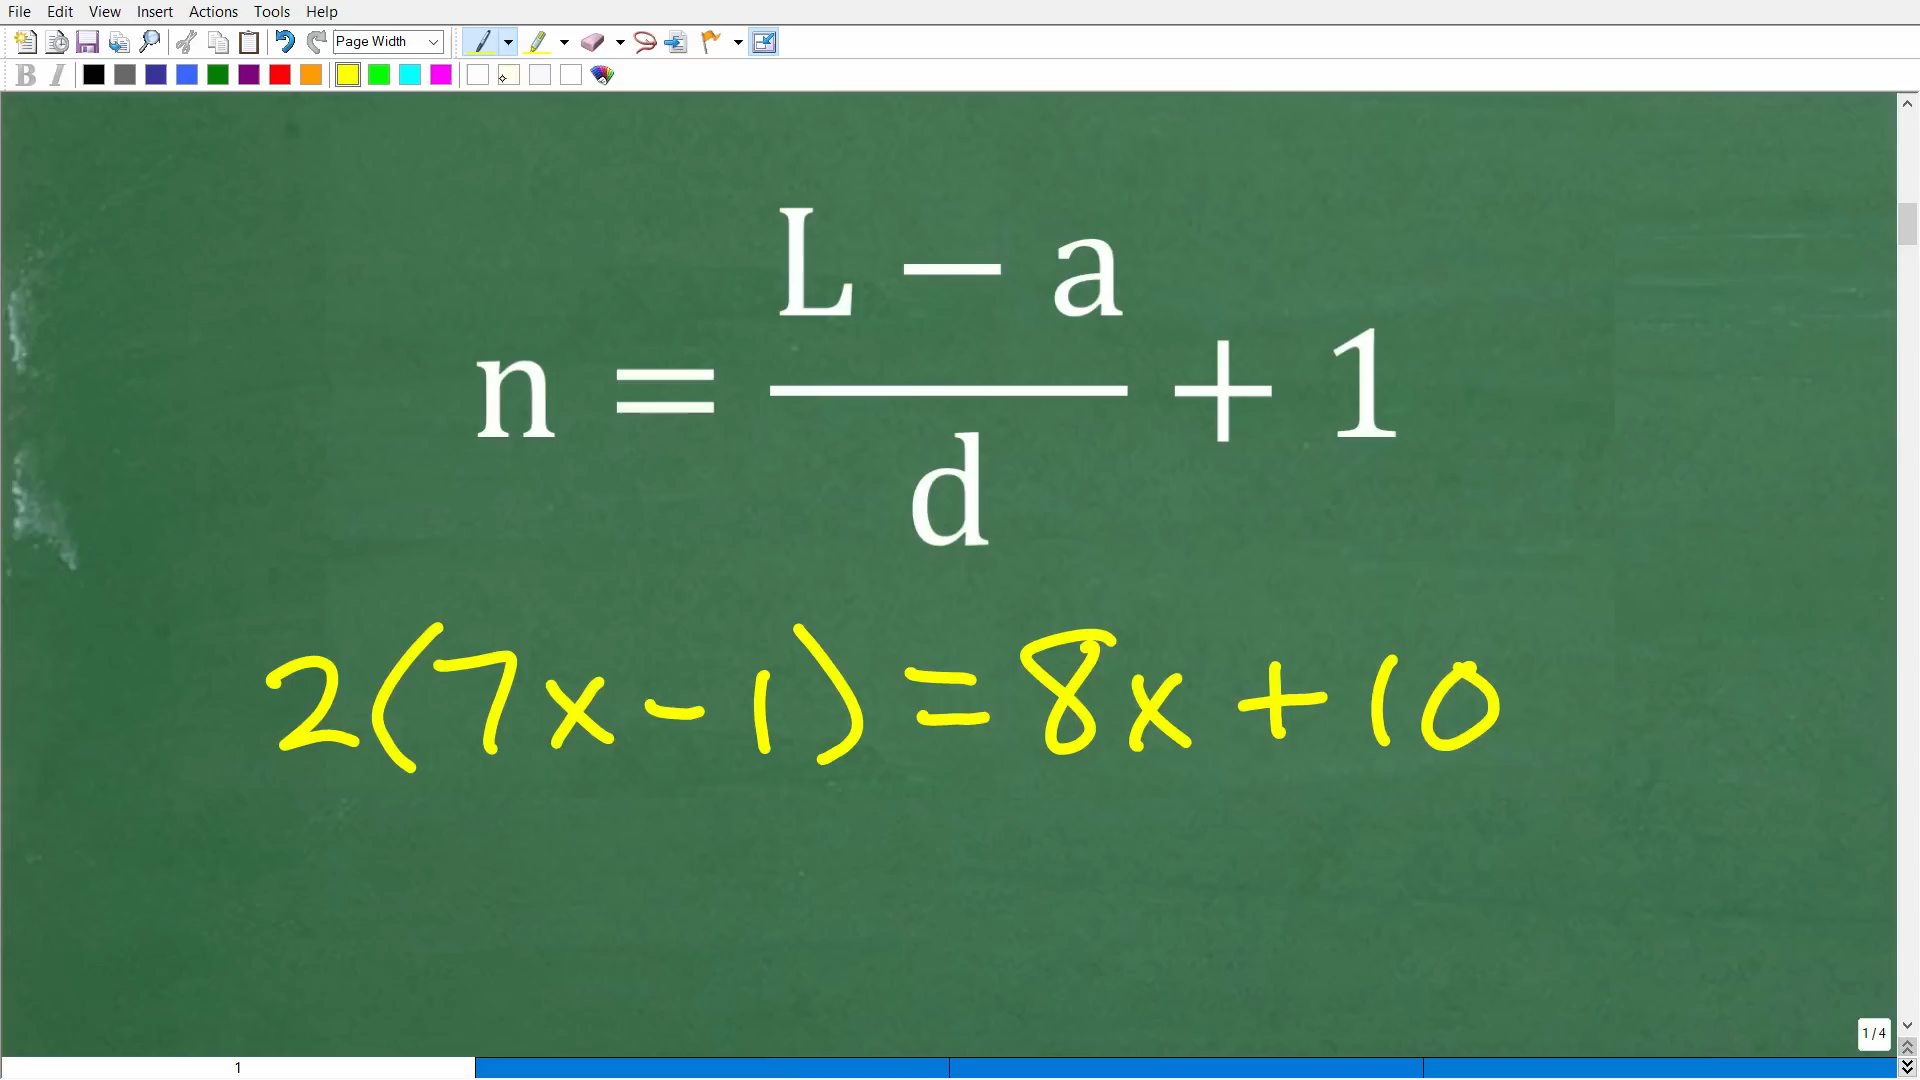 File Edit View Insert Actions Tools Help
Page Width
B I
n = (L − a)/d + 1
2(7x - 1) = 8x + 10
1 / 4
1